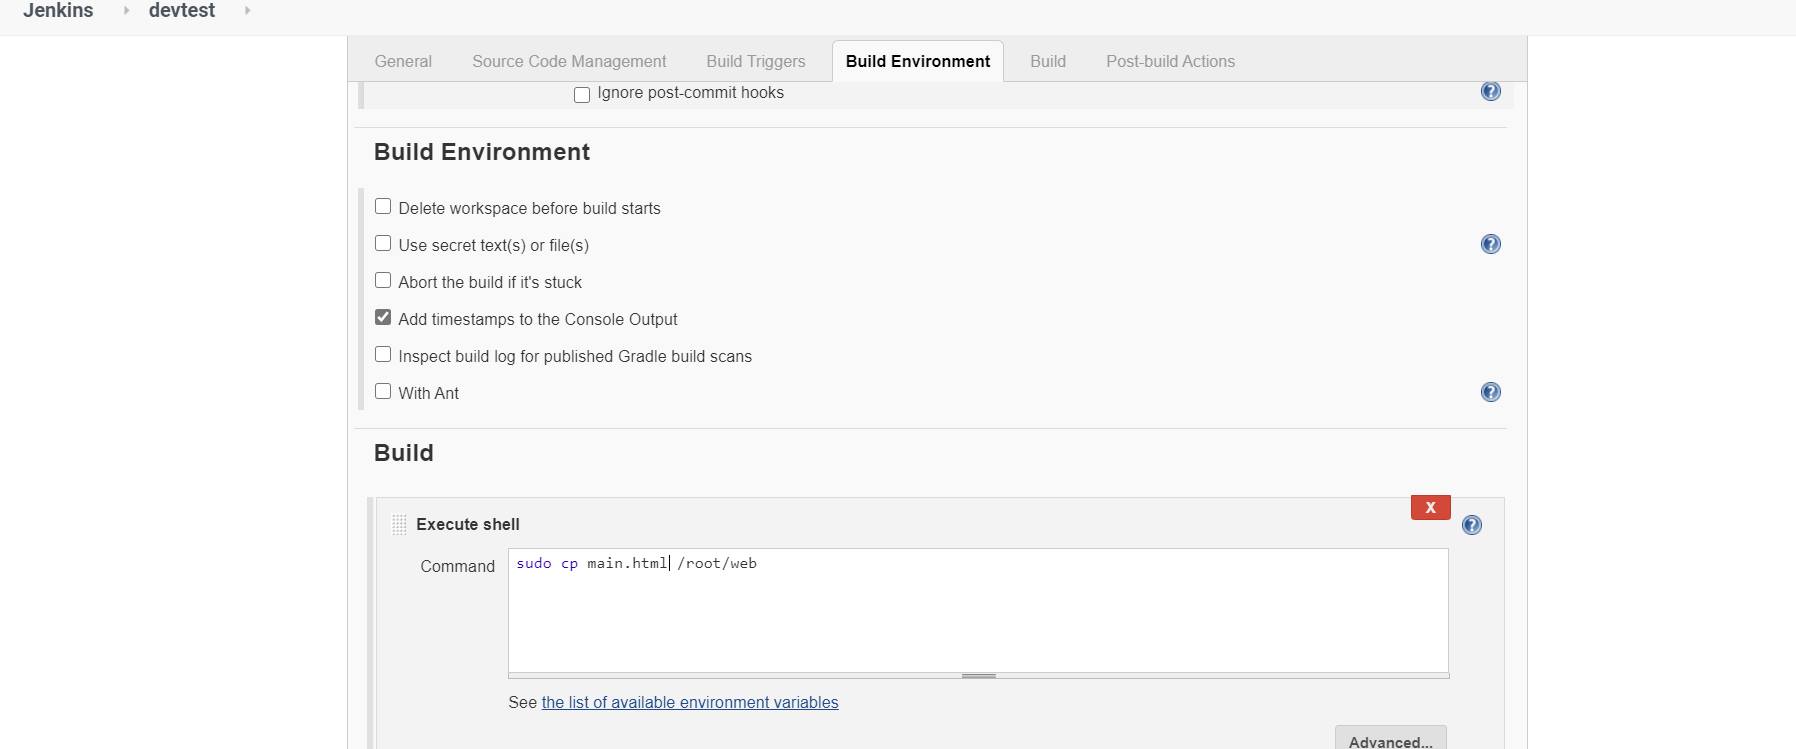 Jenkins devtest
General Source Code Management Build Triggers Build Environment Build Post-build Actions
Ignore post-commit hooks
Build Environment
Delete workspace before build starts
Use secret text(s) or file(s)
Abort the build if it's stuck
Add timestamps to the Console Output
Inspect build log for published Gradle build scans
With Ant
Build
X
Execute shell
Command
sudo cp main.html /root/web
See the list of available environment variables
Advanced...